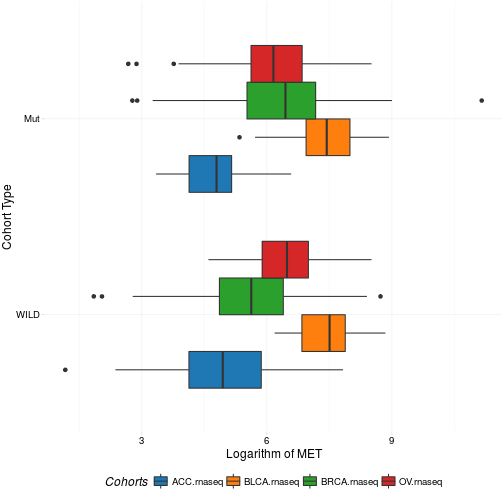 Cohort Type
Mut
WILD
3 6 9
Logarithm of MET
Cohorts ACC.rnaseq BLCA.rnaseq BRCA.rnaseq OV.rnaseq